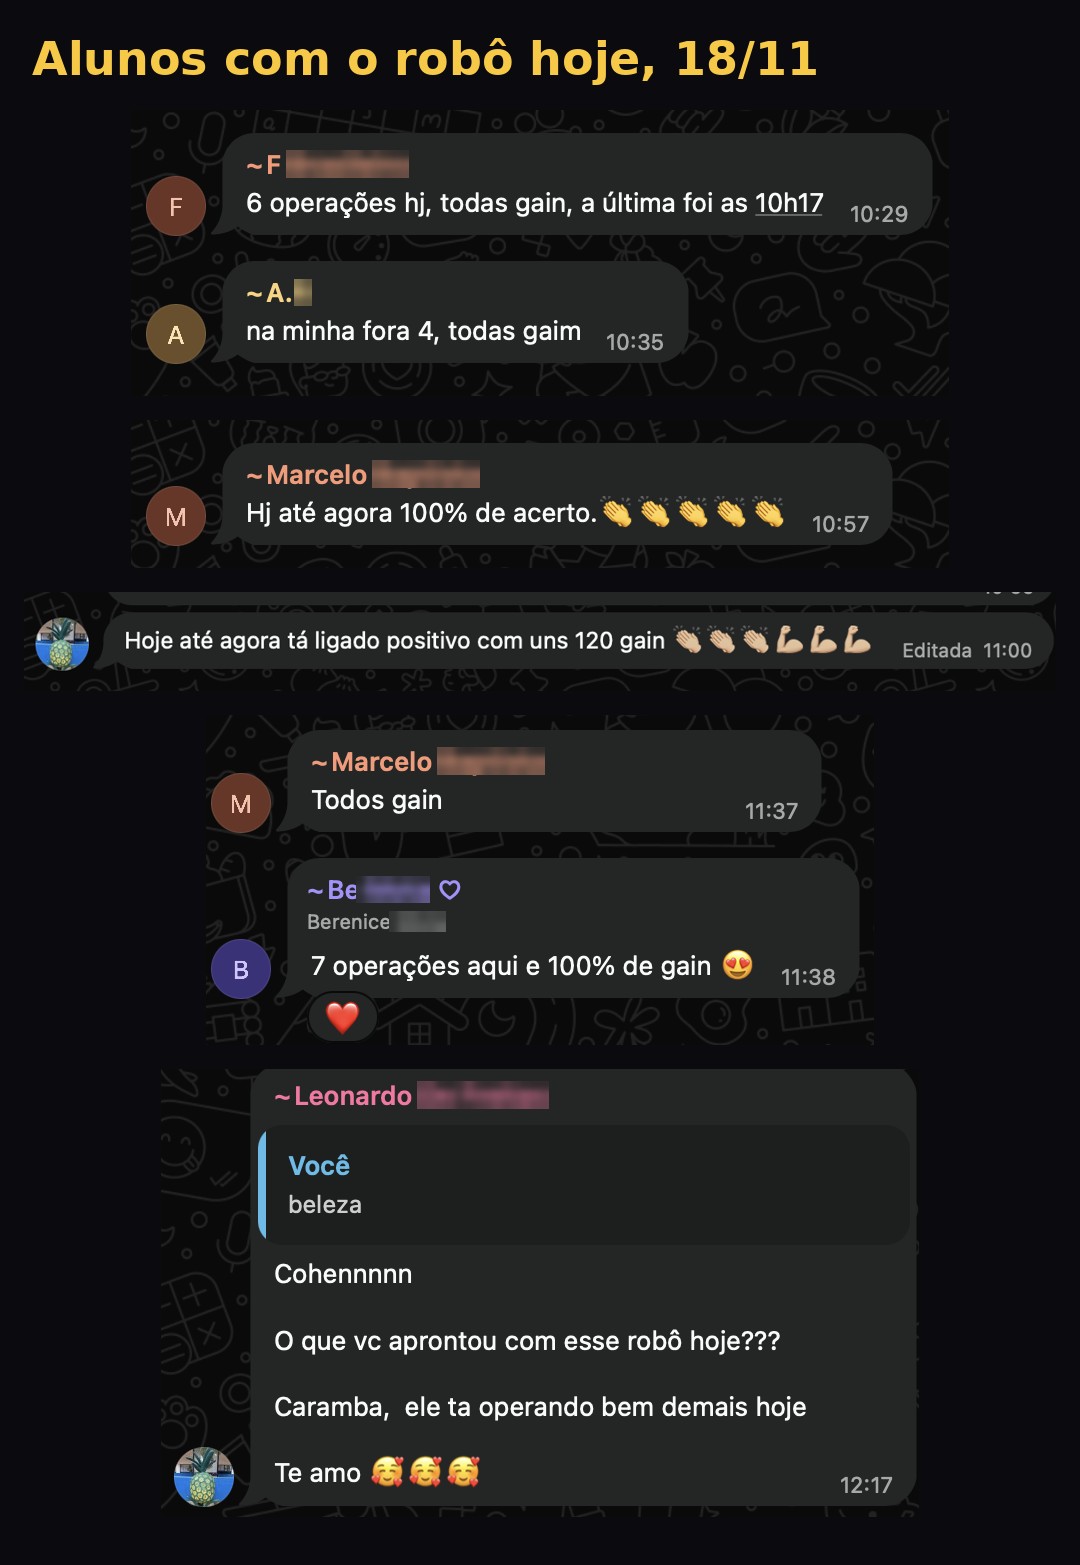 Alunos com o robô hoje, 18/11
~F
F
6 operações hj, todas gain, a última foi as 10h17 10:29
~A.
A
na minha fora 4, todas gaim 10:35
~Marcelo
M
Hj até agora 100% de acerto.👏👏👏👏👏 10:57
Hoje até agora tá ligado positivo com uns 120 gain 👏🏼👏🏼👏🏼💪🏼💪🏼💪🏼 Editada 11:00
~Marcelo
M
Todos gain 11:37
~Be ♡
Berenice
B
7 operações aqui e 100% de gain 😍 11:38
❤️
~Leonardo
Você
beleza
Cohennnnn
O que vc aprontou com esse robô hoje???
Caramba, ele ta operando bem demais hoje
Te amo 🥰🥰🥰 12:17